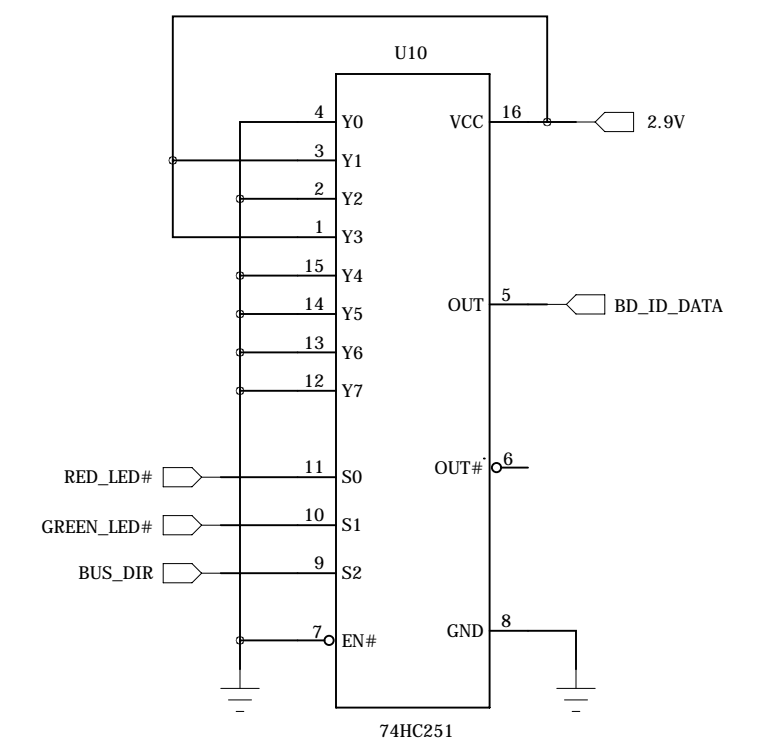 U10
4 Y0 VCC 16 2.9V
3 Y1
2 Y2
1 Y3
15 Y4
14 Y5
OUT 5 BD_ID_DATA
13 Y6
12 Y7
RED_LED# 11 S0 OUT# 6
GREEN_LED# 10 S1
BUS_DIR 9 S2
7 EN# GND 8
74HC251